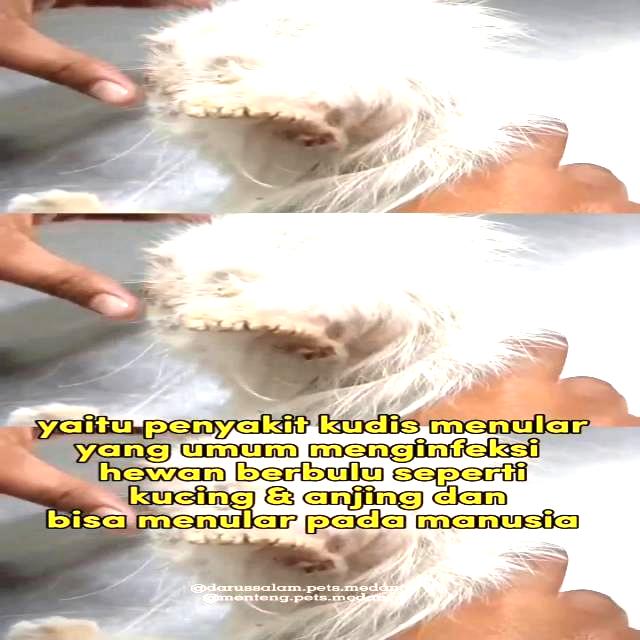 yaitu penyakit kudis menular
yang umum menginfeksi
hewan berbulu seperti
kucing & anjing dan
bisa menular pada manusia
@darussalam.pets.medan
@menteng.pets.medan